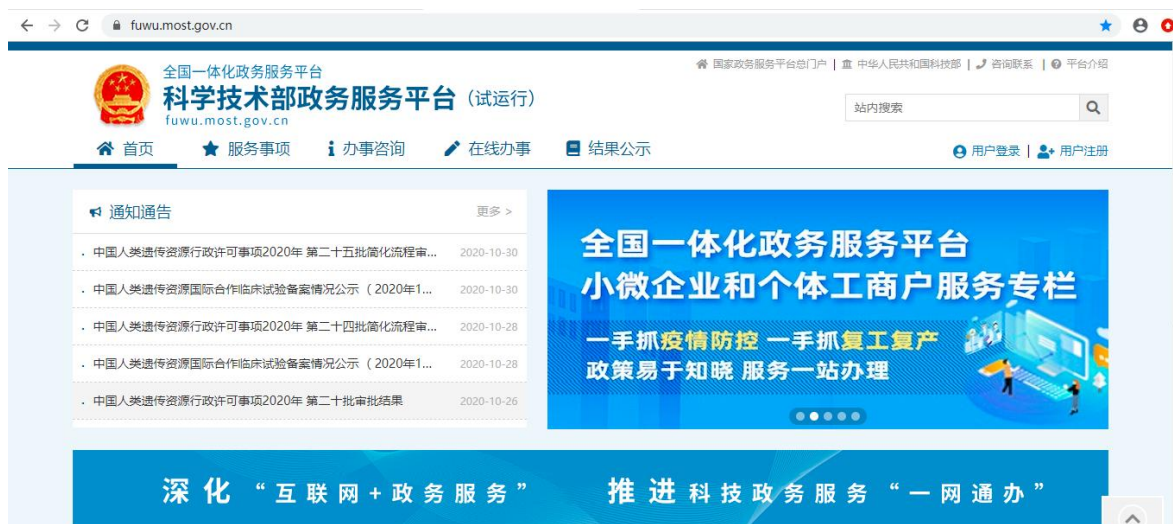 fuwu.most.gov.cn
国家政务服务平台总门户 | 中华人民共和国科技部 | 咨询联系 | 平台介绍
全国一体化政务服务平台
科学技术部政务服务平台（试运行）
fuwu.most.gov.cn
站内搜索
首页 服务事项 办事咨询 在线办事 结果公示
用户登录 | 用户注册
通知通告 更多 >
中国人类遗传资源行政许可事项2020年 第二十五批简化流程审... 2020-10-30
中国人类遗传资源国际合作临床试验备案情况公示（2020年1... 2020-10-30
中国人类遗传资源行政许可事项2020年 第二十四批简化流程审... 2020-10-28
中国人类遗传资源国际合作临床试验备案情况公示（2020年1... 2020-10-28
中国人类遗传资源行政许可事项2020年 第二十批审批结果 2020-10-26
全国一体化政务服务平台
小微企业和个体工商户服务专栏
一手抓疫情防控 一手抓复工复产
政策易于知晓 服务一站办理
深化“互联网+政务服务” 推进科技政务服务“一网通办”